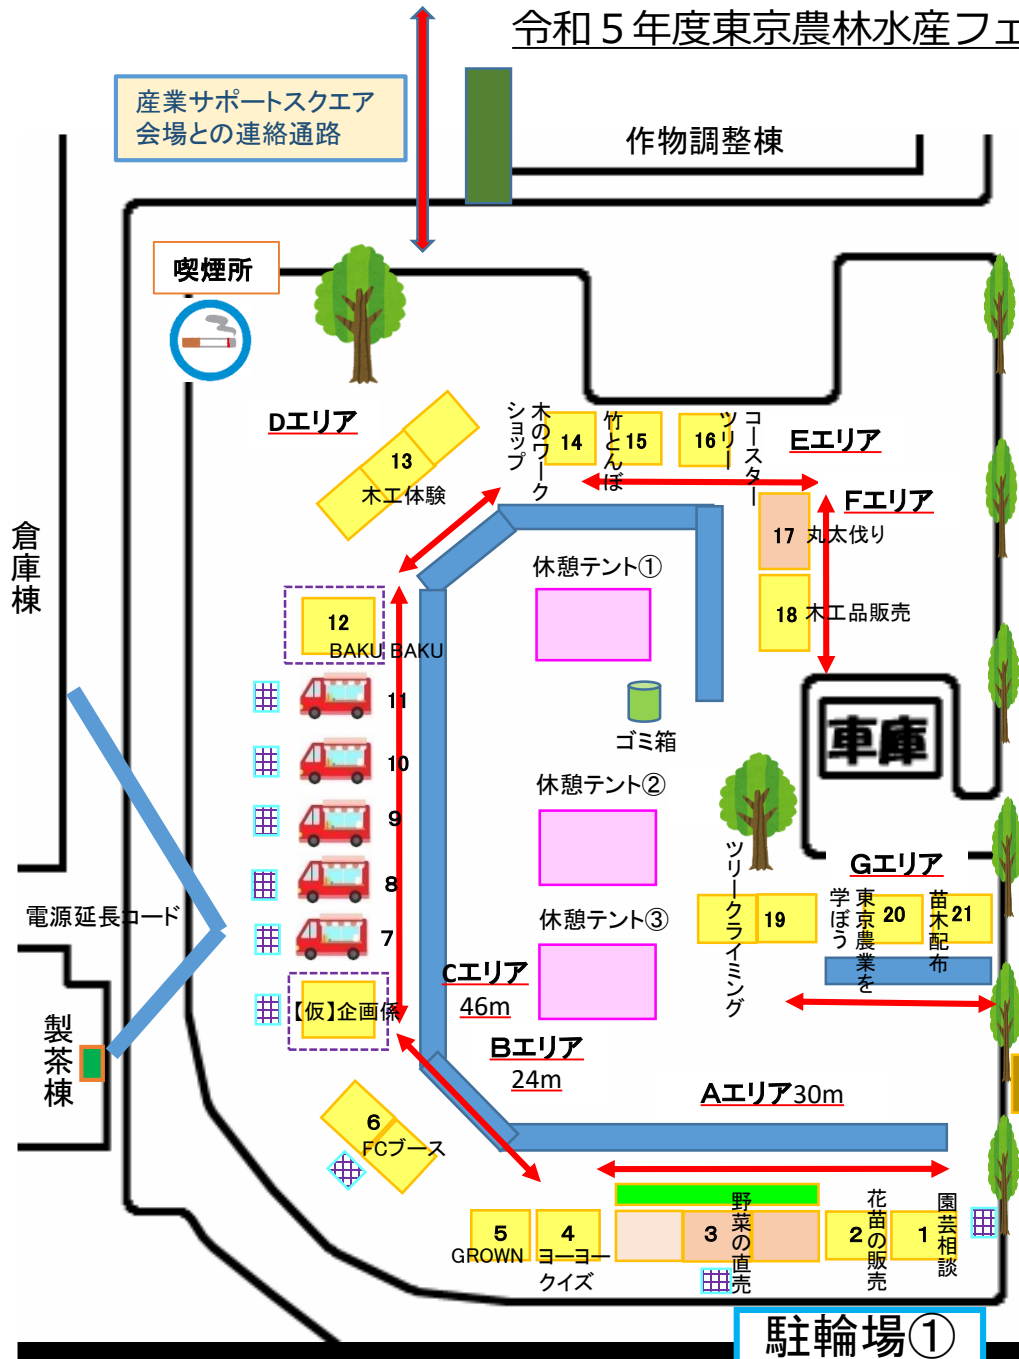 令和５年度東京農林水産フェ
産業サポートスクエア
会場との連絡通路
作物調整棟
喫煙所
Dエリア
13
木工体験
木のワーク
ショップ
14
竹とんぼ
15
16
コースター
ツリー
Eエリア
Fエリア
17
丸太伐り
18
木工品販売
倉庫棟
休憩テント①
12
BAKU BAKU
11
ゴミ箱
車庫
10
休憩テント②
9
ツリークライミング
19
Gエリア
8
電源延長コード
東京農業を
学ぼう
20
苗木配布
21
休憩テント③
7
Cエリア
46m
【仮】企画係
製茶棟
Bエリア
24m
Aエリア30m
6
FCブース
5
GROWN
4
ヨーヨー
クイズ
3
野菜の直売
2
花苗の販売
1
園芸相談
駐輪場①